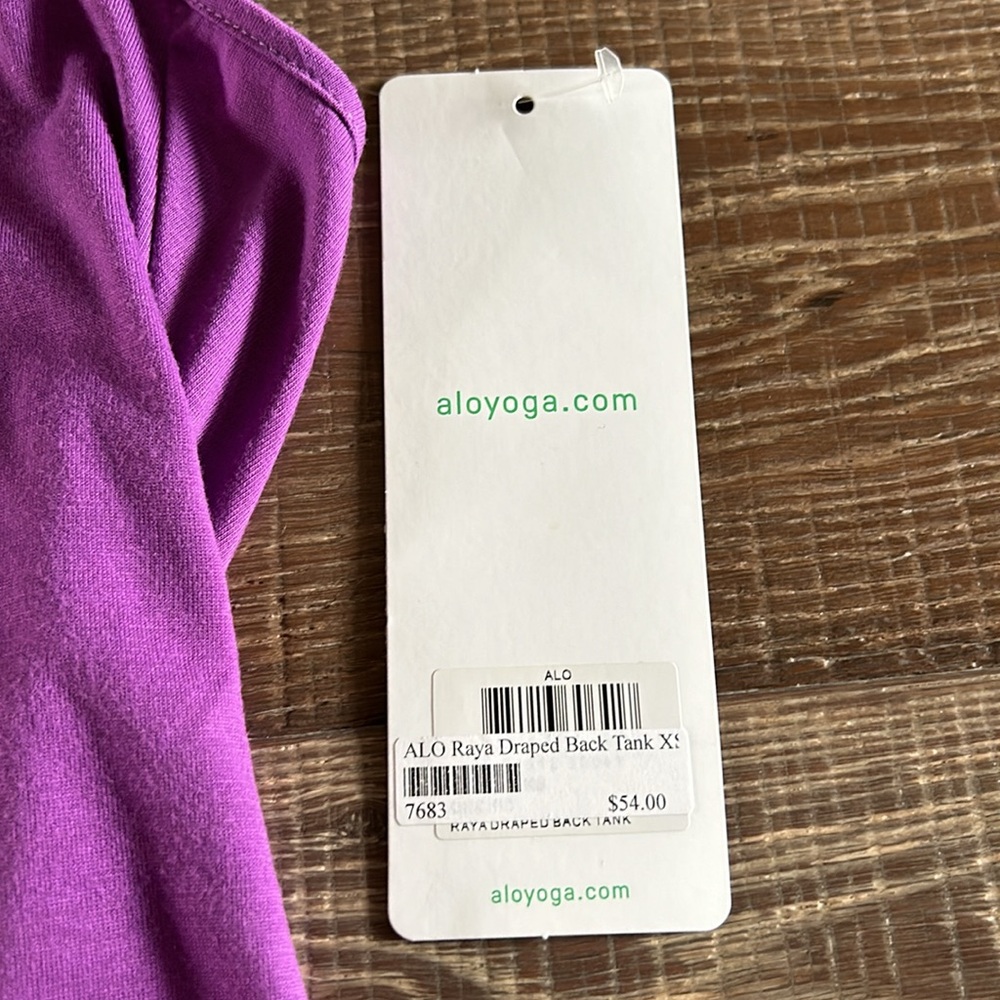 aloyoga.com
ALO
ALO Raya Draped Back Tank XS
7683
$54.00
RAYA DRAPED BACK TANK
aloyoga.com